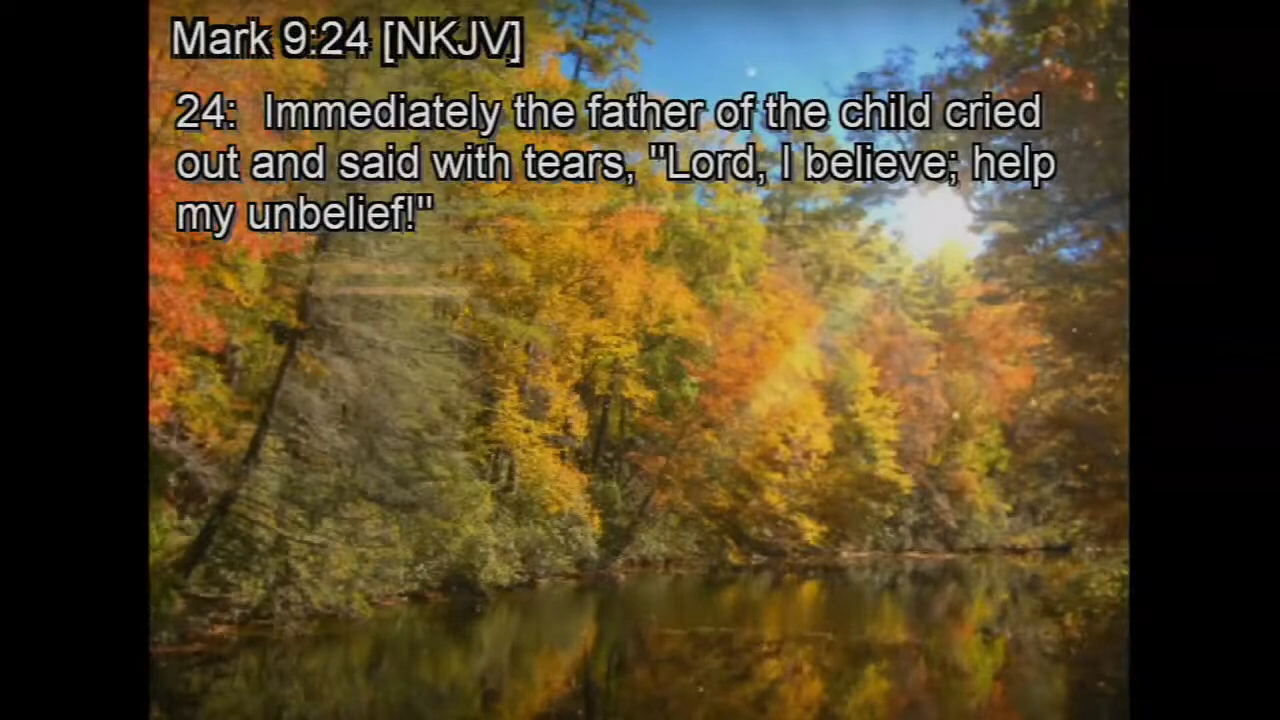 Mark 9:24 [NKJV]
24: Immediately the father of the child cried
out and said with tears, "Lord, I believe; help
my unbelief!"